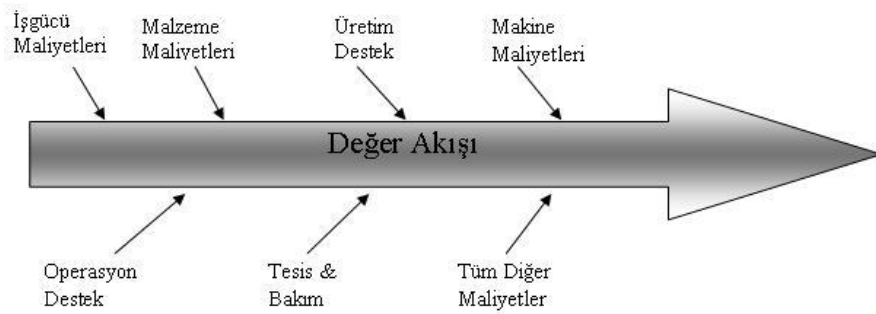 İşgücü
Maliyetleri
Malzeme
Maliyetleri
Üretim
Destek
Makine
Maliyetleri
Değer Akışı
Operasyon
Destek
Tesis &
Bakım
Tüm Diğer
Maliyetler